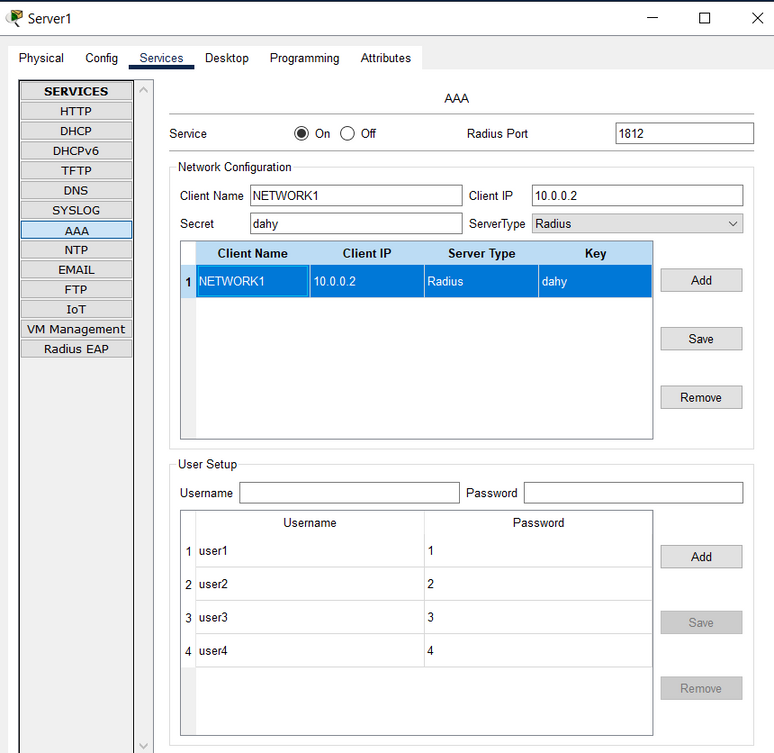 Server1
Physical Config Services Desktop Programming Attributes
SERVICES
HTTP
DHCP
DHCPv6
TFTP
DNS
SYSLOG
AAA
NTP
EMAIL
FTP
IoT
VM Management
Radius EAP
AAA
Service On Off Radius Port 1812
Network Configuration
Client Name NETWORK1 Client IP 10.0.0.2
Secret dahy ServerType Radius
Client Name Client IP Server Type Key
1 NETWORK1 10.0.0.2 Radius dahy
Add
Save
Remove
User Setup
Username Password
Username Password
1 user1 1
2 user2 2
3 user3 3
4 user4 4
Add
Save
Remove